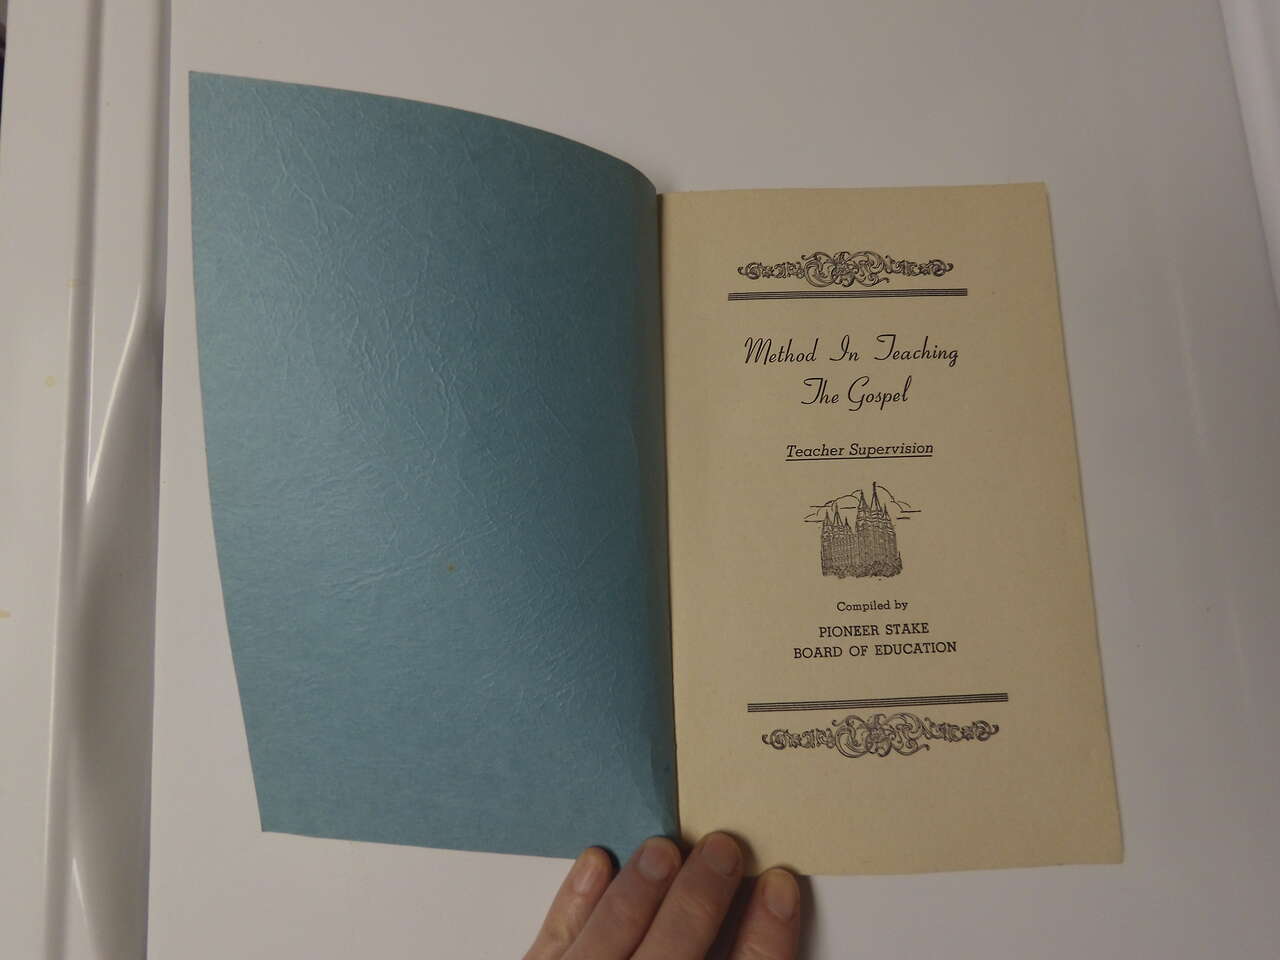 Method In Teaching
The Gospel
Teacher Supervision
Compiled by
PIONEER STAKE
BOARD OF EDUCATION